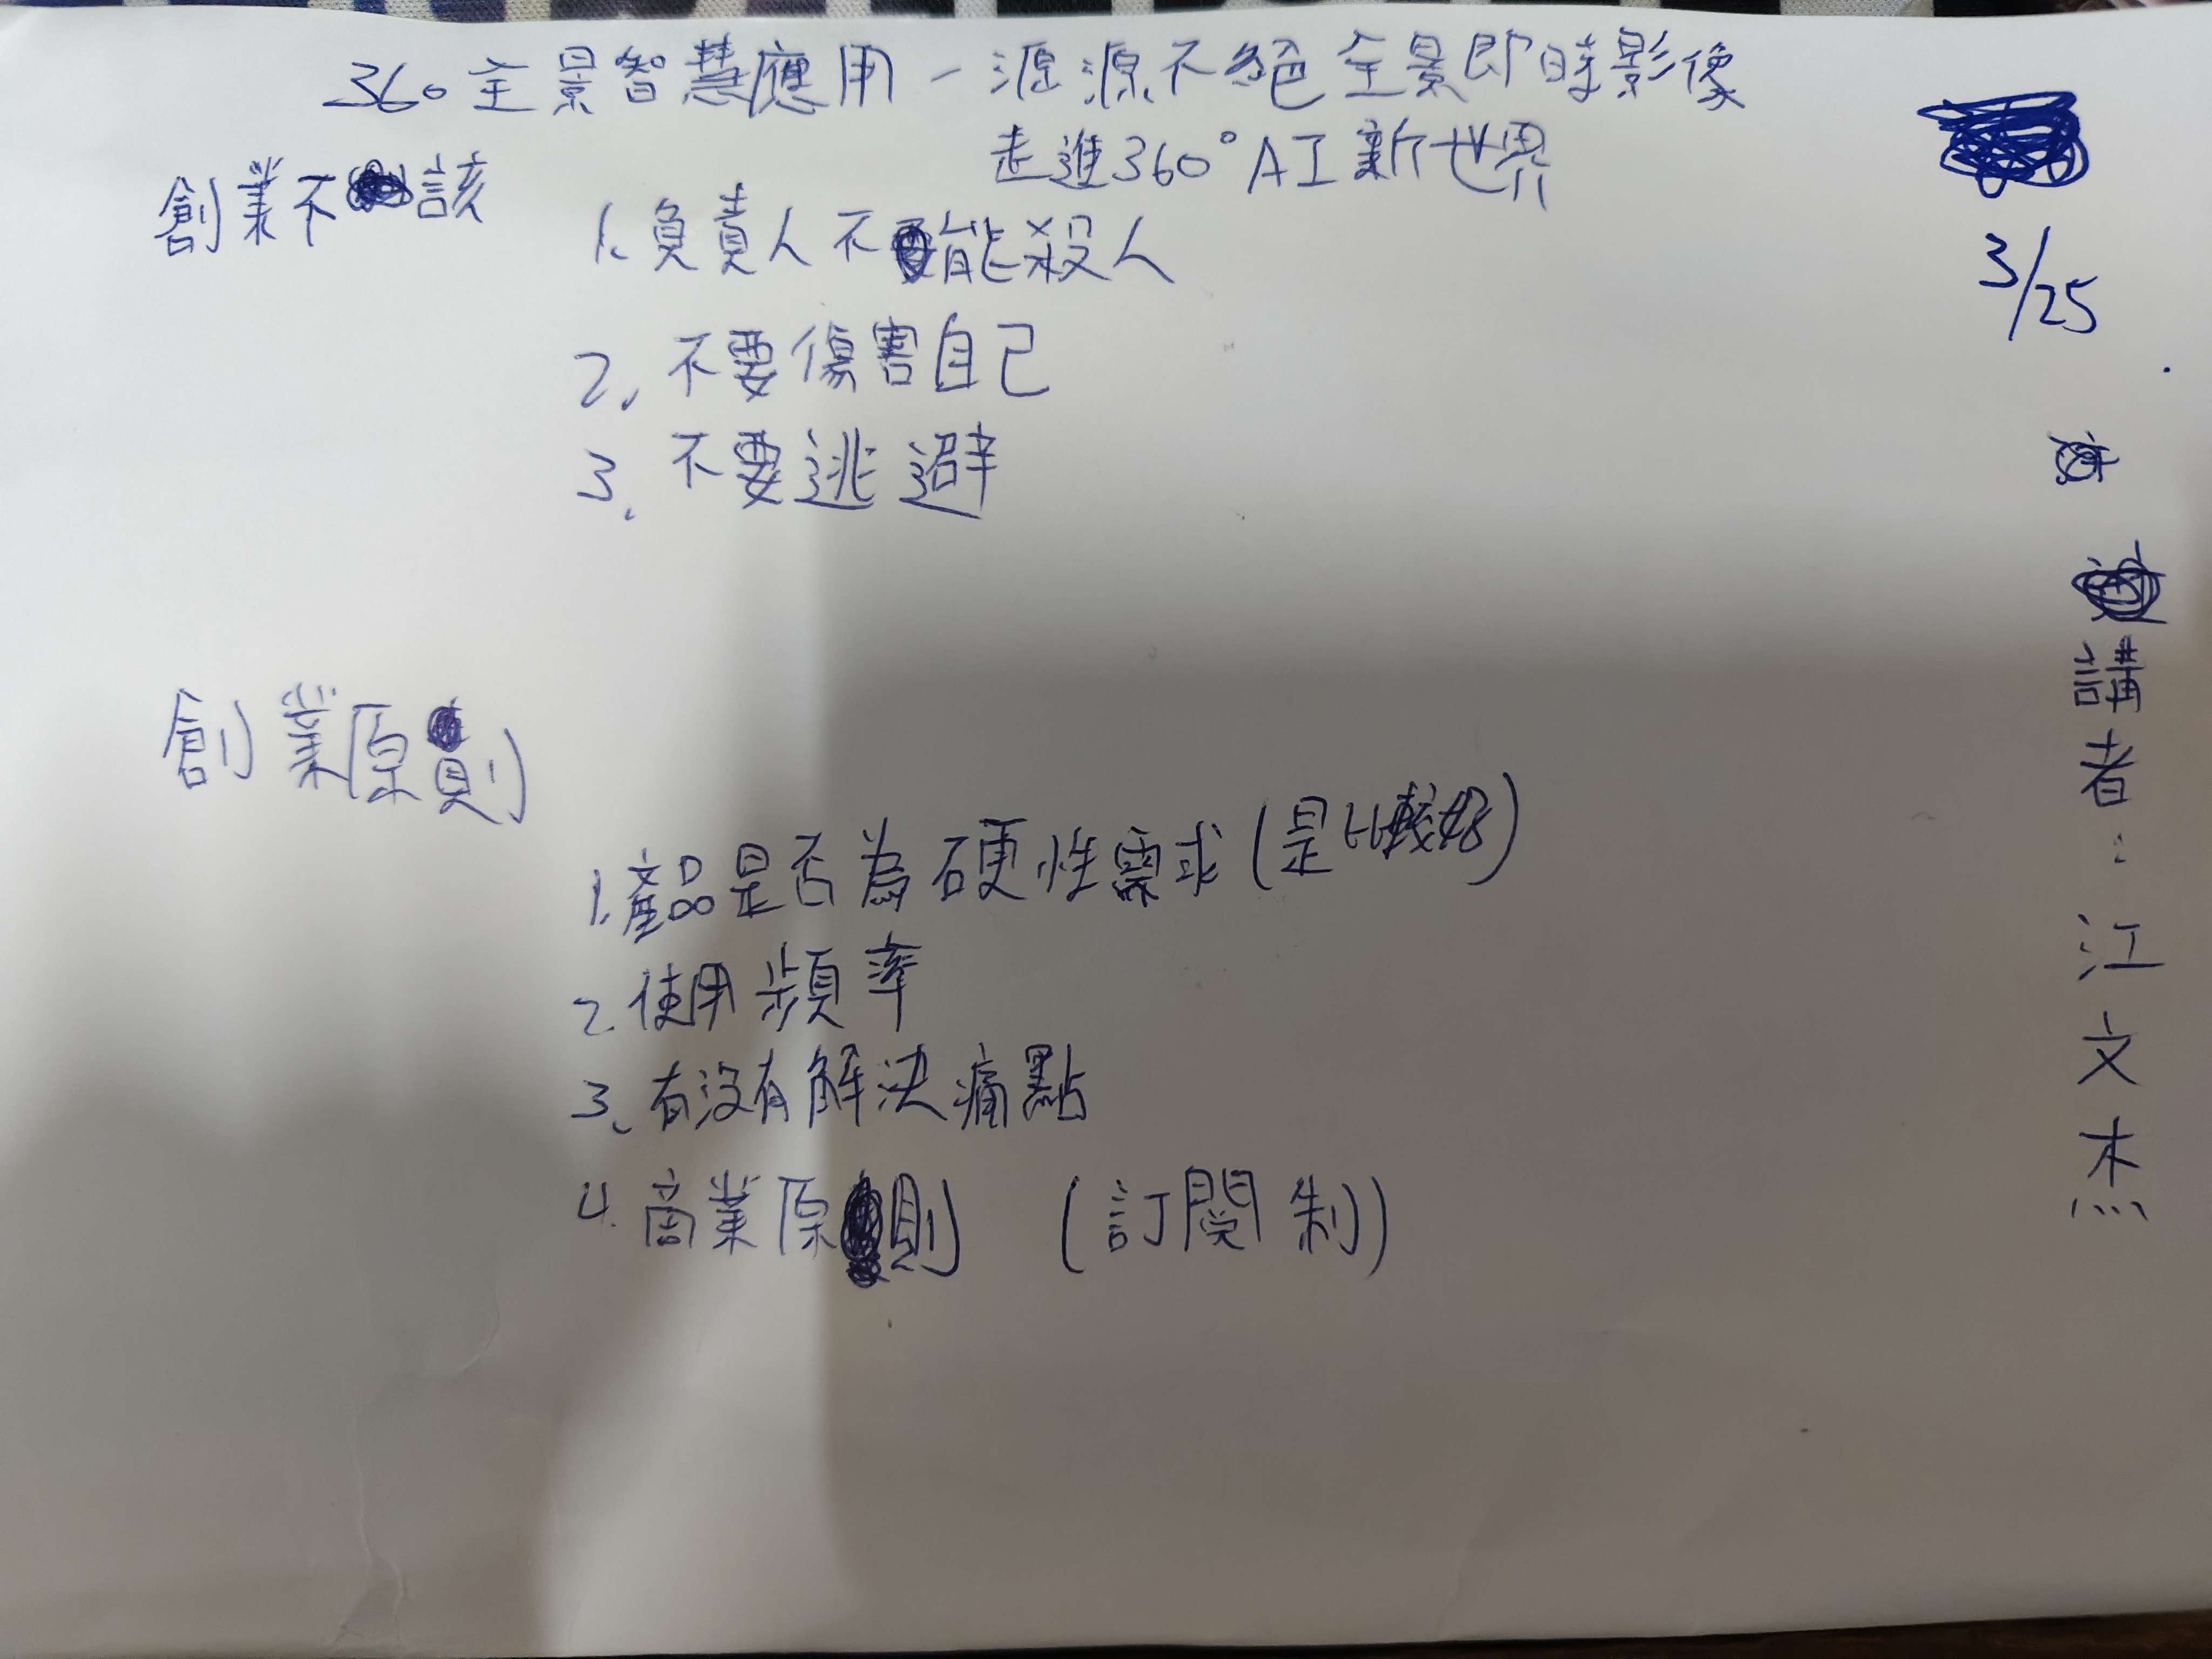 360全景智慧應用-源源不絕全景即時影像
走進360°AI新世界
3/25
創業不該
1.負責人不能殺人
2.不要傷害自己
3.不要逃避
創業原則
1.產品是否為硬性需求(是比較好)
2.使用頻率
3.有沒有解決痛點
4.商業原則 (訂閱制)
講者:江文杰